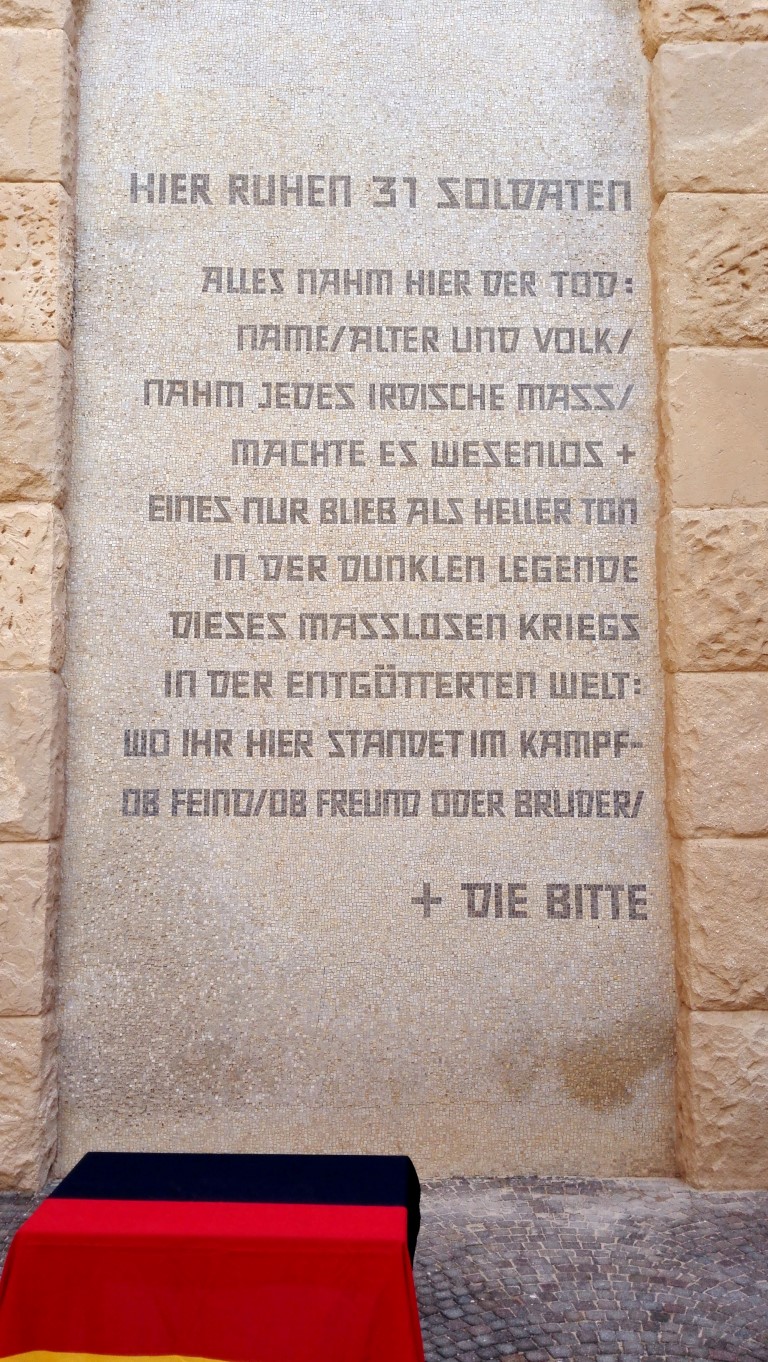 HIER RUHEN 31 SOLDATEN
ALLES NAHM HIER DER TOD:
NAME/ALTER UND VOLK/
NAHM JEDES IRDISCHE MASS/
MACHTE ES WESENLOS +
EINES NUR BLIEB ALS HELLER TON
IN DER DUNKLEN LEGENDE
DIESES MASSLOSEN KRIEGS
IN DER ENTGÖTTERTEN WELT:
WO IHR HIER STANDET IM KAMPF-
OB FEIND/OB FREUND ODER BRUDER/
+ DIE BITTE